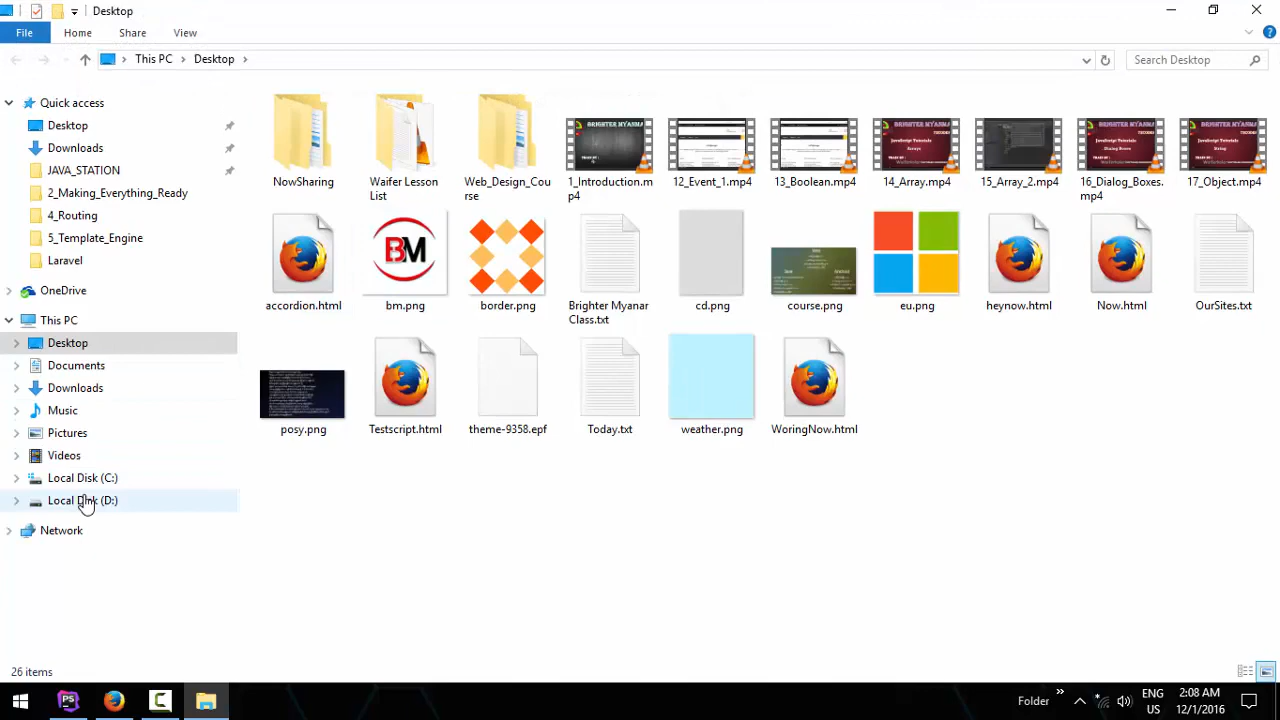 Desktop
File
Home
Share
View
This PC
Desktop
Search Desktop
Quick access
Desktop
Downloads
JAVA_STATION
2_Making_Everything_Ready
4_Routing
5_Template_Engine
Laravel
OneDrive
This PC
Desktop
Documents
Downloads
Music
Pictures
Videos
Local Disk (C:)
Local Disk (D:)
Network
NowSharing
Waifer Lesson
List
Web_Design_Cou
rse
1_Introduction.m
p4
12_Event_1.mp4
13_Boolean.mp4
14_Array.mp4
15_Array_2.mp4
16_Dialog_Boxes.
mp4
17_Object.mp4
accordion.html
BM
bm.png
border.png
Brighter Myanar
Class.txt
cd.png
course.png
eu.png
heynow.html
Now.html
OurSites.txt
posy.png
Testscript.html
theme-9358.epf
Today.txt
weather.png
WoringNow.html
26 items
PS
Folder
ENG
US
2:08 AM
12/1/2016